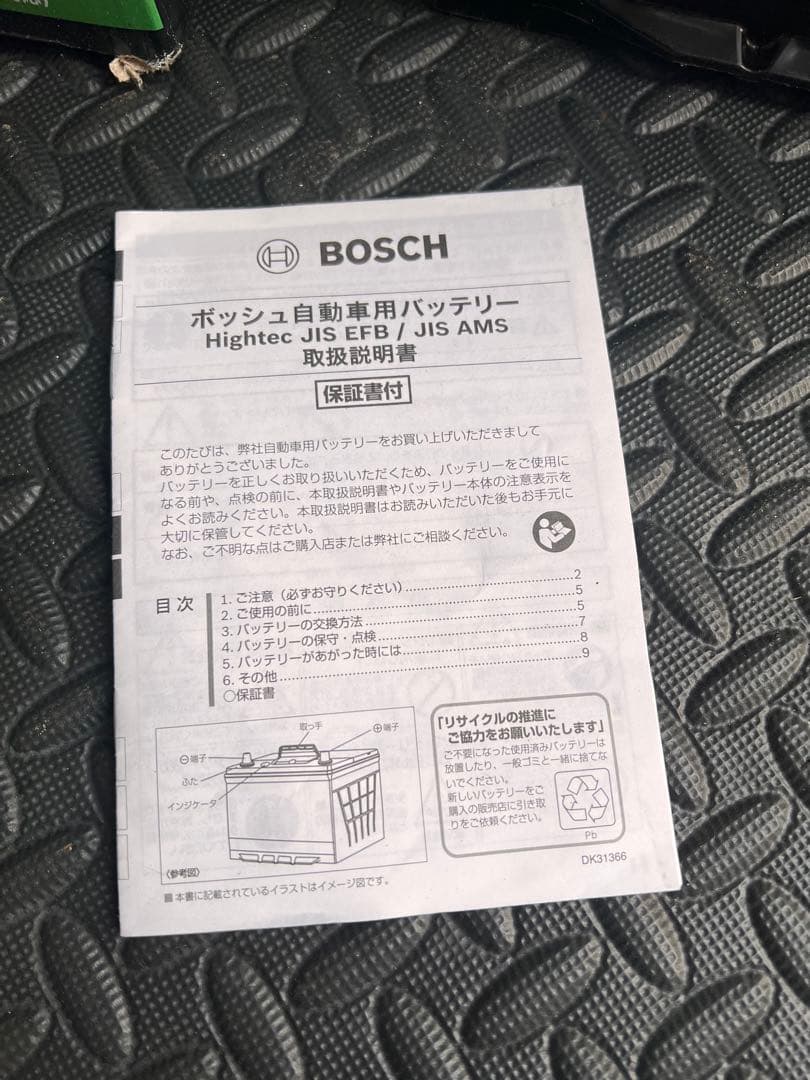 BOSCH
ボッシュ自動車用バッテリー
Hightec JIS EFB / JIS AMS
取扱説明書
保証書付
このたびは、弊社自動車用バッテリーをお買い上げいただきまして
ありがとうございました。
バッテリーを正しくお取り扱いいただくため、バッテリーをご使用に
なる前や、点検の前に、本取扱説明書やバッテリー本体の注意表示を
よくお読みください。本取扱説明書はお読みいただいた後もお手元に
大切に保管してください。
なお、ご不明な点はご購入店または弊社にご相談ください。
目次
1. ご注意（必ずお守りください）……………………2
2. ご使用の前に……………………5
3. バッテリーの交換方法……………………5
4. バッテリーの保守・点検……………………7
5. バッテリーがあがった時には……………………8
6. その他……………………9
○保証書
取っ手
⊕端子
⊖端子
ふた
インジケータ
〈参考図〉
■本書に記載されているイラストはイメージ図です。
「リサイクルの推進に
ご協力をお願いいたします」
ご不要になった使用済みバッテリーは
放置したり、一般ゴミと一緒に捨てな
いでください。
新しいバッテリーをご
購入の販売店に引き取
りをご依頼ください。
Pb
DK31366